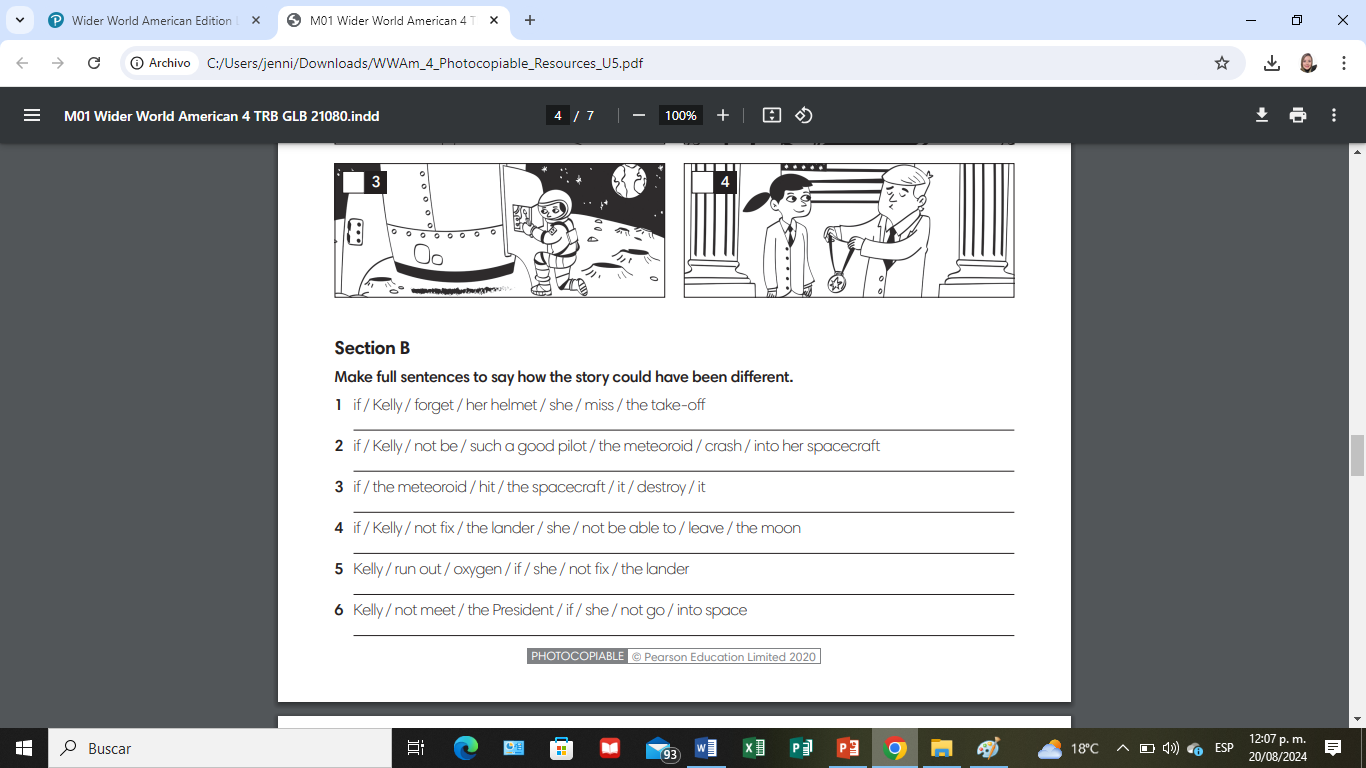 Wider World American Edition
M01 Wider World American 4 T
Archivo
C:/Users/jenni/Downloads/WWAm_4_Photocopiable_Resources_U5.pdf
M01 Wider World American 4 TRB GLB 21080.indd
4 / 7
100%
3
4
Section B
Make full sentences to say how the story could have been different.
1 if / Kelly / forget / her helmet / she / miss / the take-off
2 if / Kelly / not be / such a good pilot / the meteoroid / crash / into her spacecraft
3 if / the meteoroid / hit / the spacecraft / it / destroy / it
4 if / Kelly / not fix / the lander / she / not be able to / leave / the moon
5 Kelly / run out / oxygen / if / she / not fix / the lander
6 Kelly / not meet / the President / if / she / not go / into space
PHOTOCOPIABLE © Pearson Education Limited 2020
Buscar
93
18°C
ESP
12:07 p. m.
20/08/2024